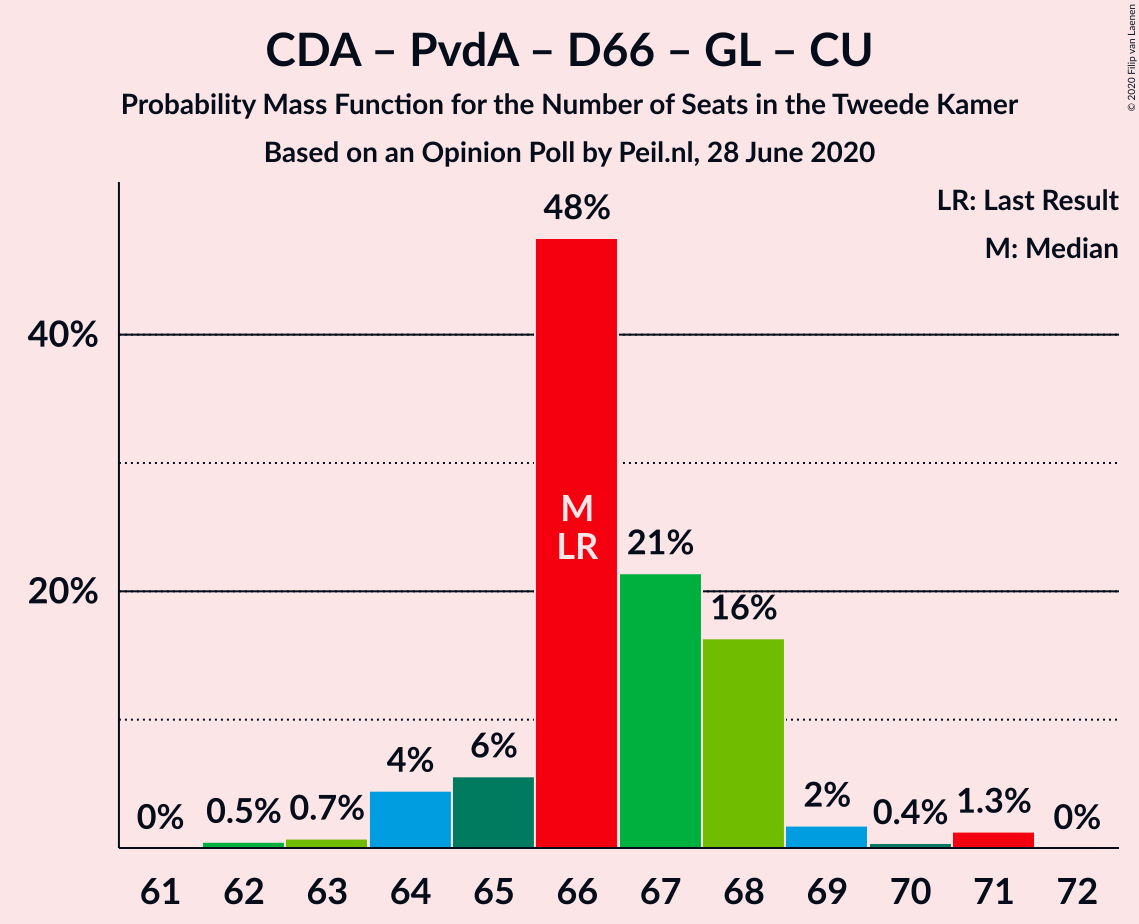 CDA – PvdA – D66 – GL – CU
Probability Mass Function for the Number of Seats in the Tweede Kamer
Based on an Opinion Poll by Peil.nl, 28 June 2020
© 2020 Filip van Laenen
LR: Last Result
M: Median
40%
20%
0%
0.5%
0.7%
4%
6%
48%
M
LR
21%
16%
2%
0.4%
1.3%
0%
61 62 63 64 65 66 67 68 69 70 71 72